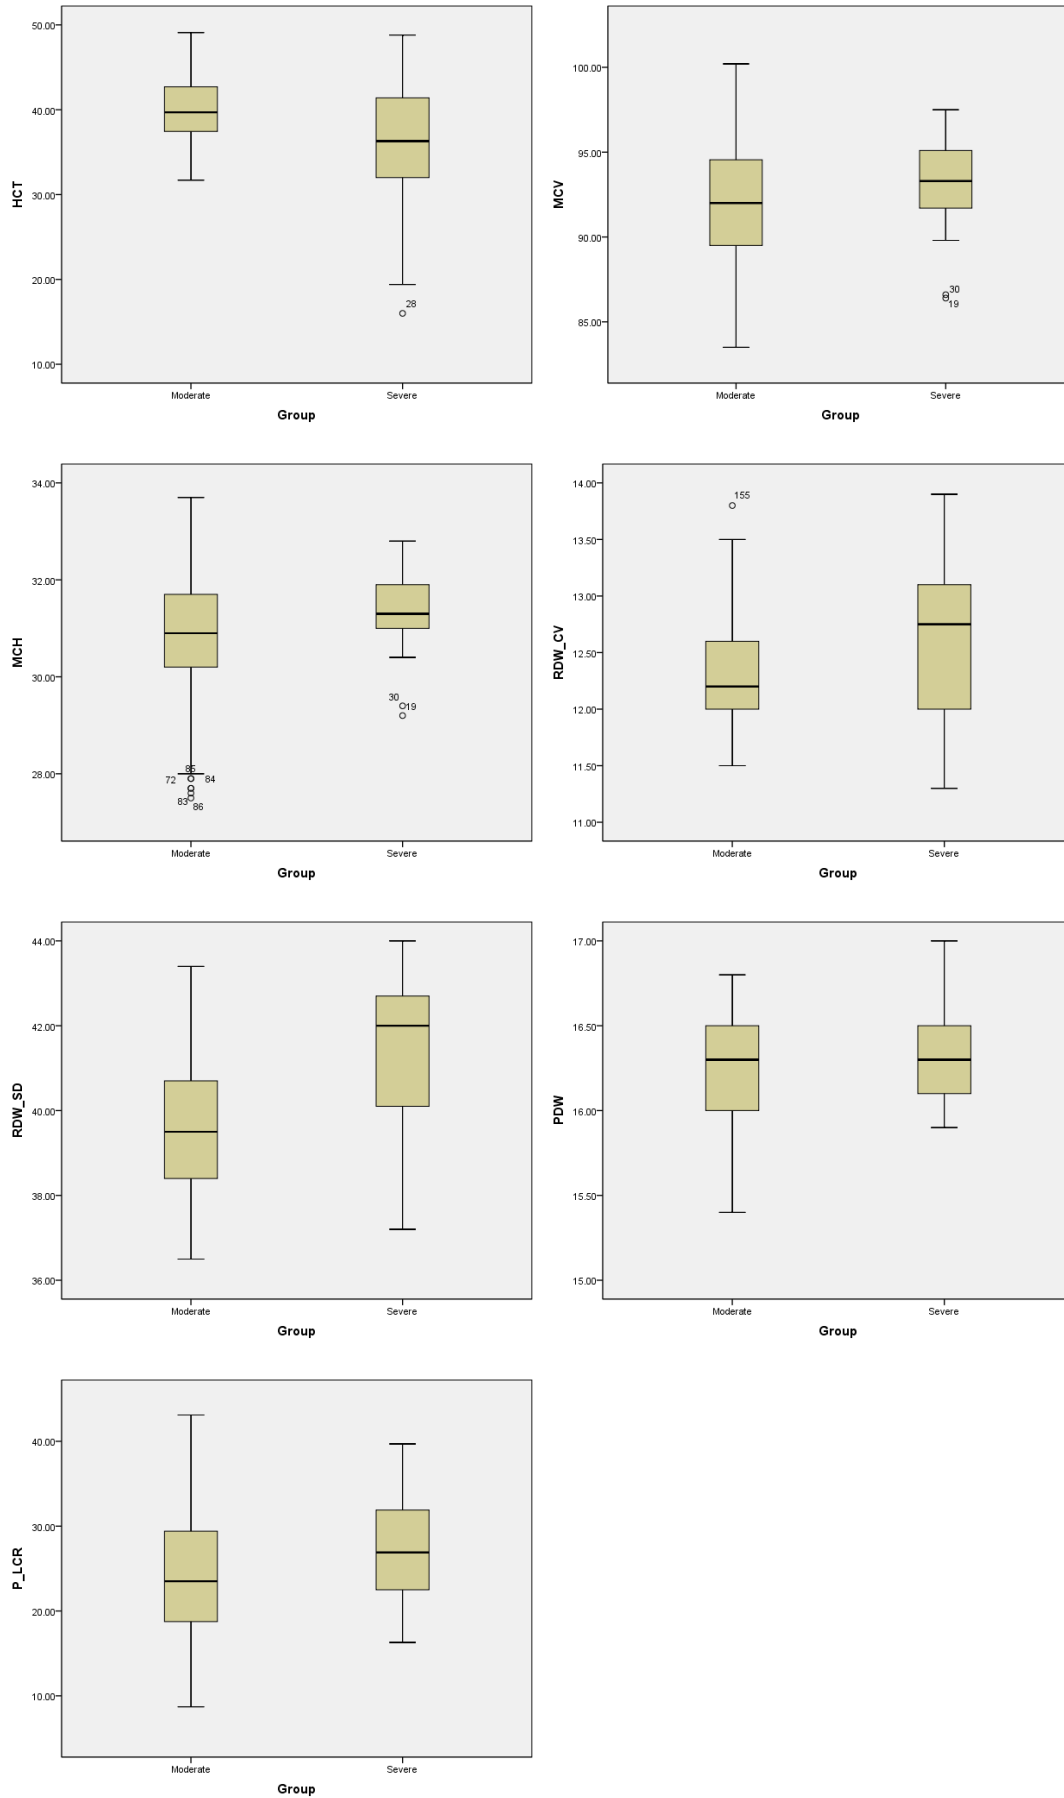 HCT
50.00
40.00
30.00
20.00
10.00
28
Moderate
Severe
Group
MCV
100.00
95.00
90.00
85.00
30
19
Moderate
Severe
Group
MCH
34.00
32.00
30.00
28.00
30
19
85
72
84
83
86
Moderate
Severe
Group
RDW_CV
14.00
13.50
13.00
12.50
12.00
11.50
11.00
155
Moderate
Severe
Group
RDW_SD
44.00
42.00
40.00
38.00
36.00
Moderate
Severe
Group
PDW
17.00
16.50
16.00
15.50
15.00
Moderate
Severe
Group
P_LCR
40.00
30.00
20.00
10.00
Moderate
Severe
Group